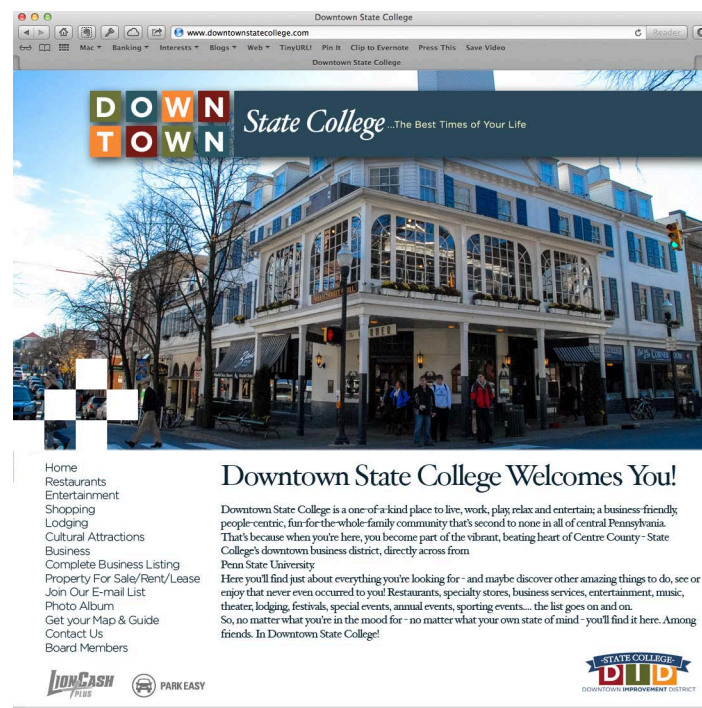 Downtown State College
www.downtownstatecollege.com
Reader
Mac Banking Interests Blogs Web TinyURL! Pin It Clip to Evernote Press This Save Video
Downtown State College
DOWN
TOWN
State College ...The Best Times of Your Life
CORNER
Home
Restaurants
Entertainment
Shopping
Lodging
Cultural Attractions
Business
Complete Business Listing
Property For Sale/Rent/Lease
Join Our E-mail List
Photo Album
Get your Map & Guide
Contact Us
Board Members
LIONCASH
PLUS
PARK EASY
Downtown State College Welcomes You!
Downtown State College is a one-of-a-kind place to live, work, play, relax and entertain; a business-friendly,
people-centric, fun-for-the-whole-family community that's second to none in all of central Pennsylvania.
That's because when you're here, you become part of the vibrant, beating heart of Centre County - State
College's downtown business district, directly across from
Penn State University.
Here you'll find just about everything you're looking for - and maybe discover other amazing things to do, see or
enjoy that never even occurred to you! Restaurants, specialty stores, business services, entertainment, music,
theater, lodging, festivals, special events, annual events, sporting events.... the list goes on and on.
So, no matter what you're in the mood for - no matter what your own state of mind - you'll find it here. Among
friends. In Downtown State College!
-STATE COLLEGE-
DID
DOWNTOWN IMPROVEMENT DISTRICT